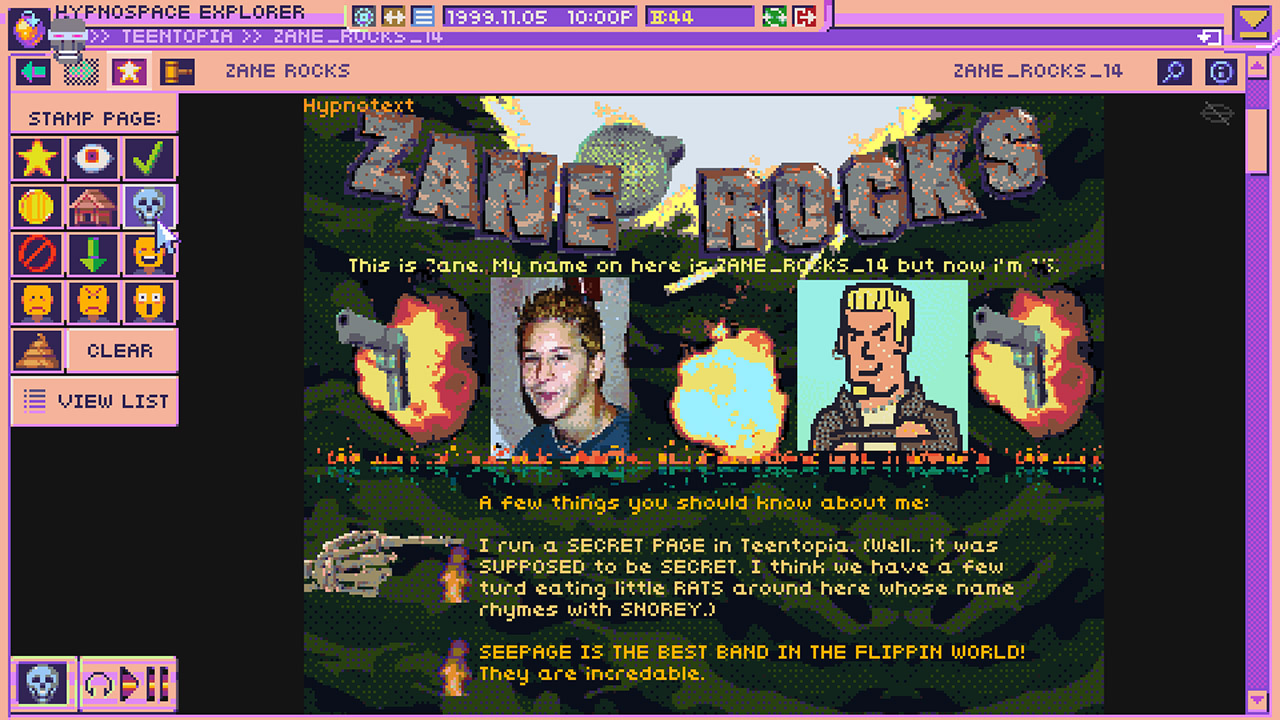 HYPNOSPACE EXPLORER
1999.11.05 10:00P
44
>> TEENTOPIA >> ZANE_ROCKS_14
ZANE ROCKS
ZANE_ROCKS_14
STAMP PAGE:
CLEAR
VIEW LIST
Hypnotext
ZANE ROCKS
This is Zane. My name on here is ZANE_ROCKS_14 but now i'm
A few things you should know about me:
I run a SECRET PAGE in Teentopia. (Well.. it was
SUPPOSED to be SECRET. I think we have a few
turd eating little RATS around here whose name
rhymes with SNOREY.)
SEEPAGE IS THE BEST BAND IN THE FLIPPIN WORLD!
They are incredable.